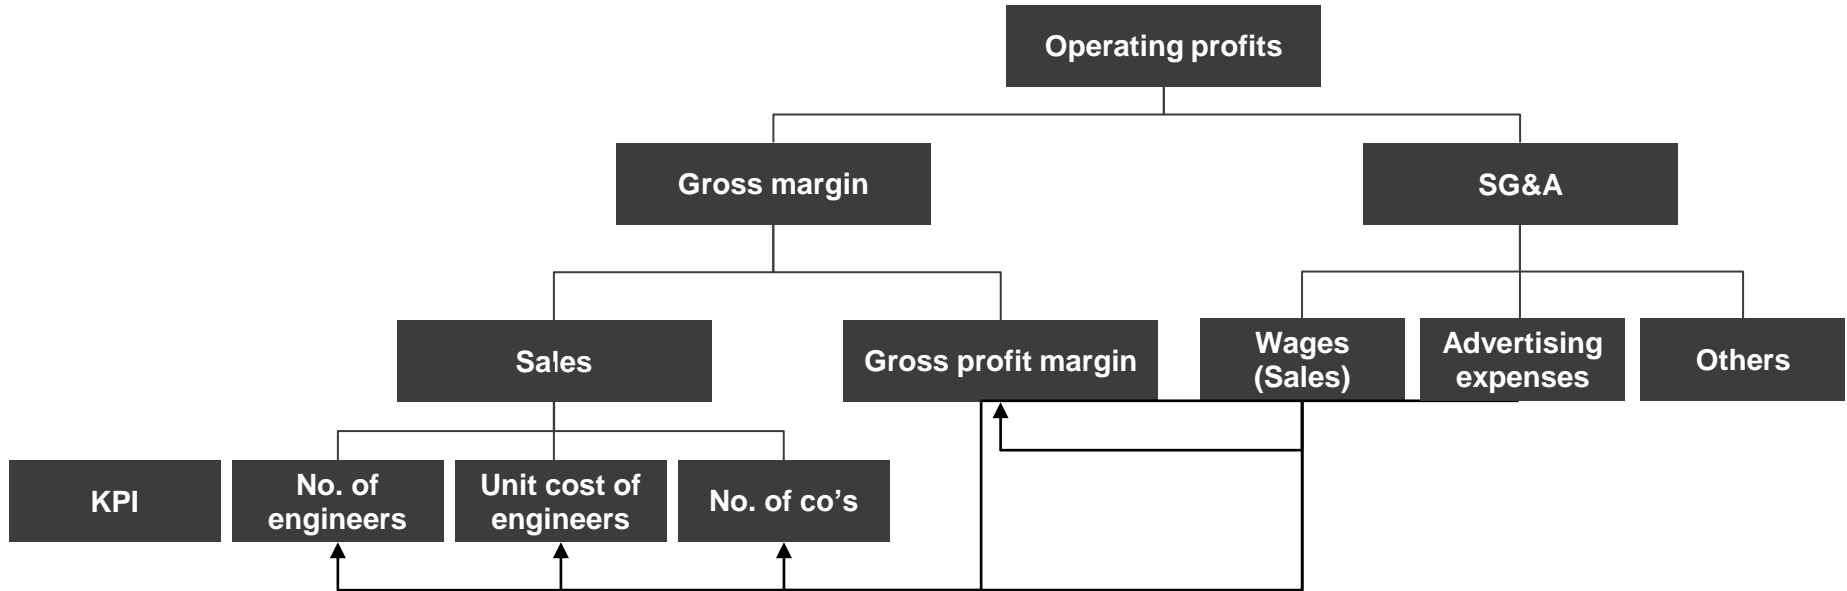 Operating profits
Gross margin
SG&A
Sales
Gross profit margin
Wages
(Sales)
Advertising
expenses
Others
KPI
No. of
engineers
Unit cost of
engineers
No. of co’s